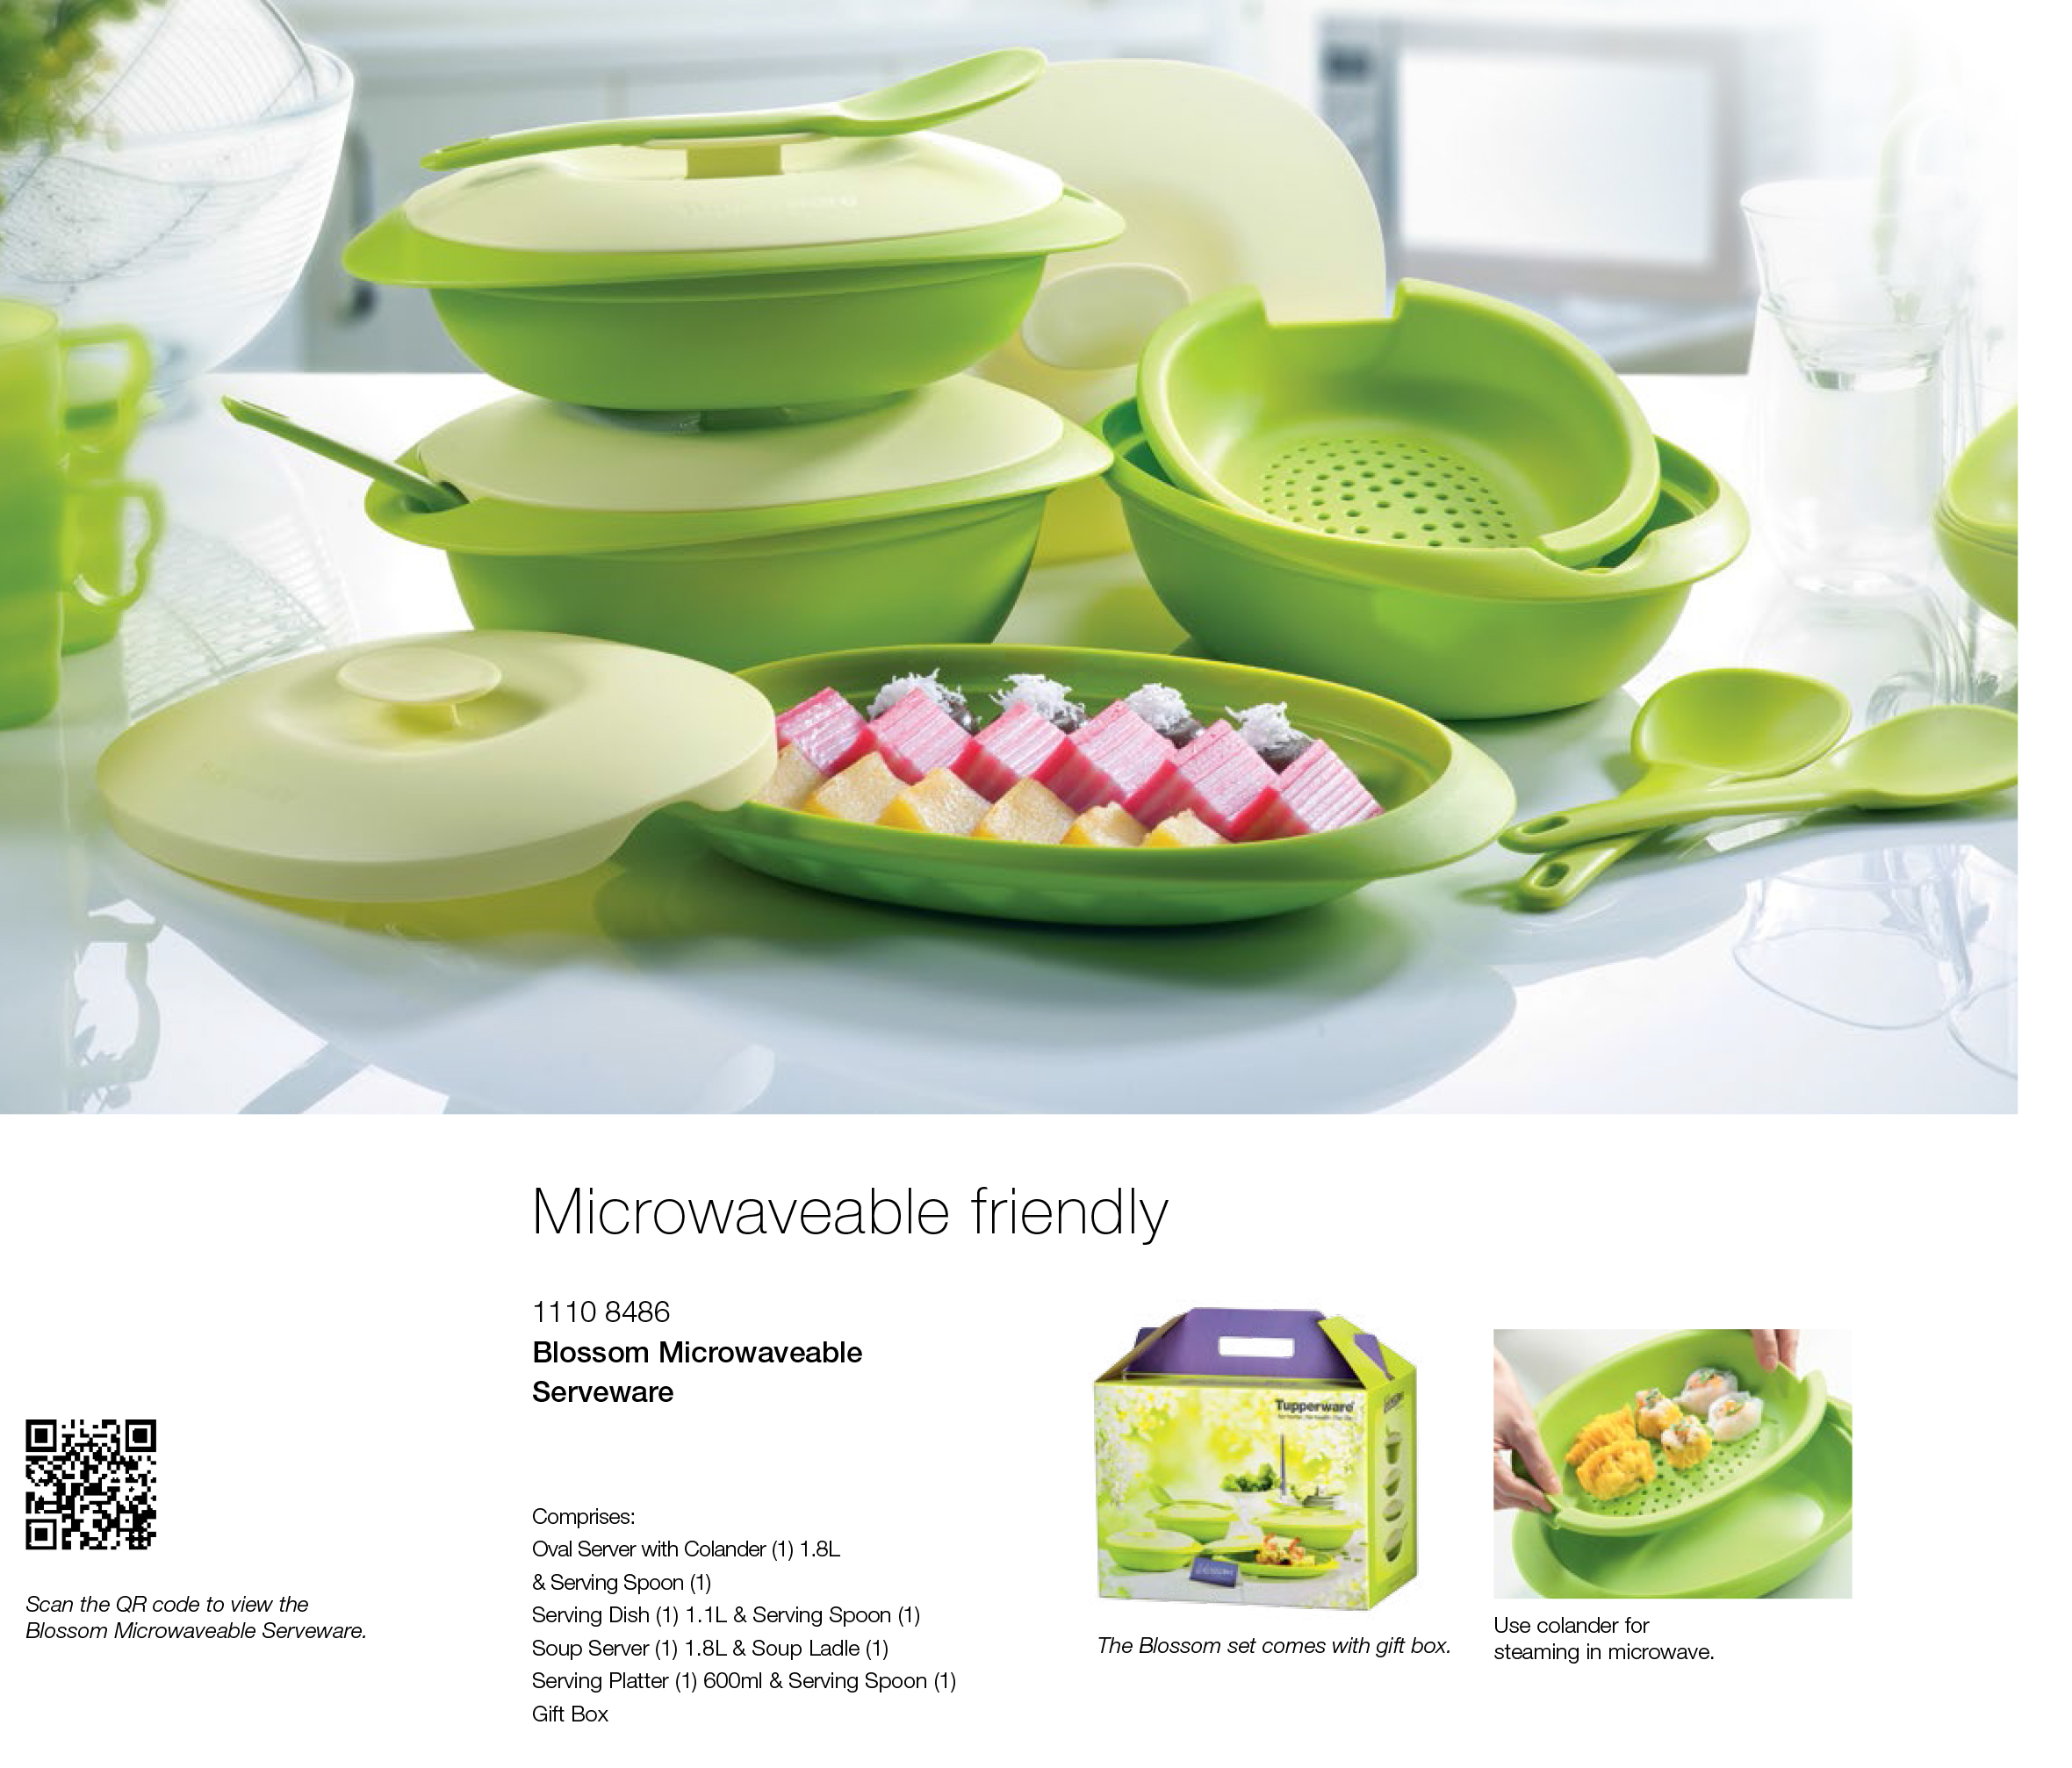 Microwaveable friendly
1110 8486
Blossom Microwaveable
Serveware
Comprises:
Oval Server with Colander (1) 1.8L
& Serving Spoon (1)
Serving Dish (1) 1.1L & Serving Spoon (1)
Soup Server (1) 1.8L & Soup Ladle (1)
Serving Platter (1) 600ml & Serving Spoon (1)
Gift Box
Scan the QR code to view the
Blossom Microwaveable Serveware.
Tupperware
The Blossom set comes with gift box.
Use colander for
steaming in microwave.